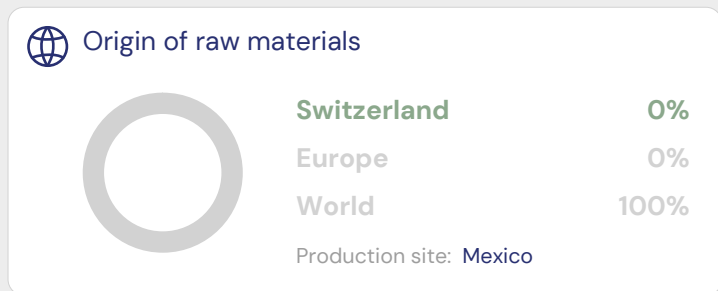 Origin of raw materials
Switzerland 0%
Europe 0%
World 100%
Production site: Mexico